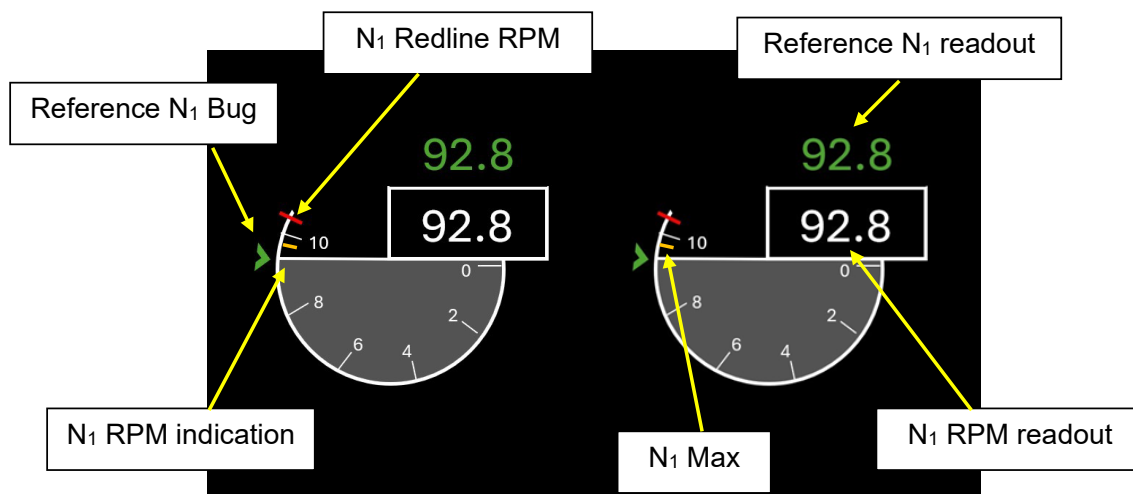 N₁ Redline RPM
Reference N₁ readout
Reference N₁ Bug
92.8
92.8
92.8
92.8
10
0
8
2
6
4
10
0
8
2
6
4
N₁ RPM indication
N₁ Max
N₁ RPM readout